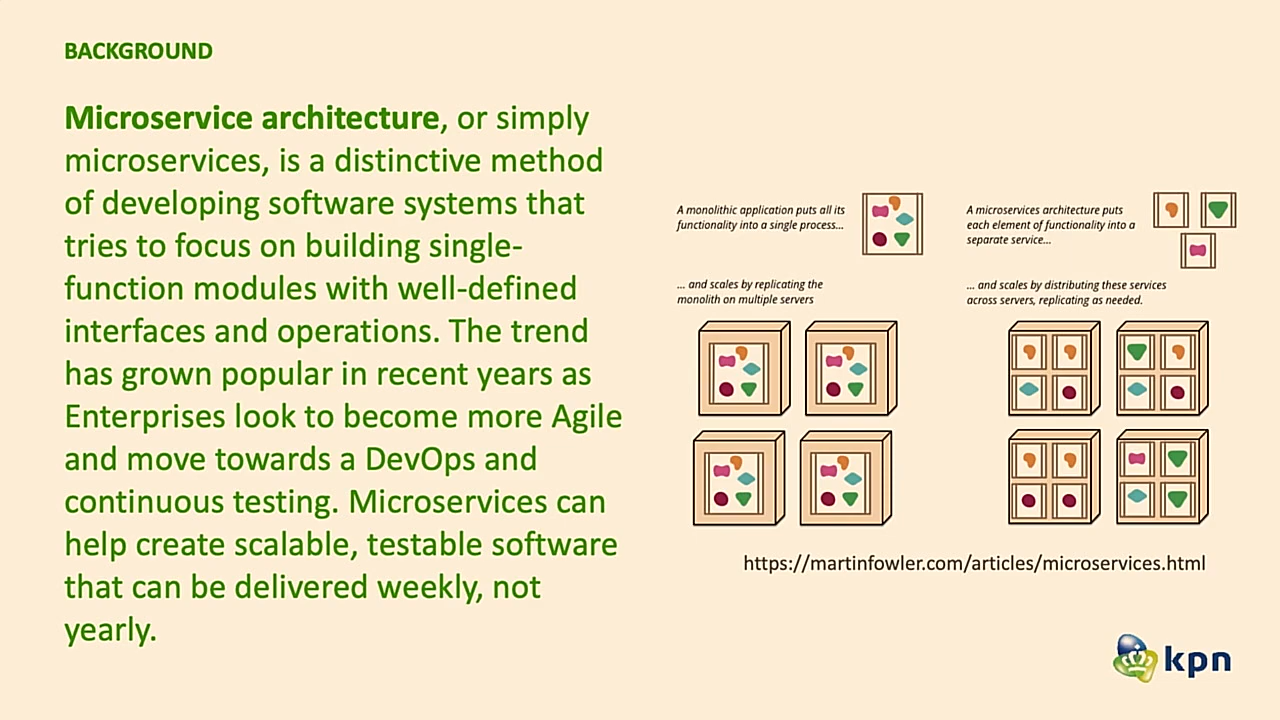 BACKGROUND
Microservice architecture, or simply
microservices, is a distinctive method
of developing software systems that
tries to focus on building single-
function modules with well-defined
interfaces and operations. The trend
has grown popular in recent years as
Enterprises look to become more Agile
and move towards a DevOps and
continuous testing. Microservices can
help create scalable, testable software
that can be delivered weekly, not
yearly.
A monolithic application puts all its
functionality into a single process...
... and scales by replicating the
monolith on multiple servers
A microservices architecture puts
each element of functionality into a
separate service...
... and scales by distributing these services
across servers, replicating as needed.
https://martinfowler.com/articles/microservices.html
kpn